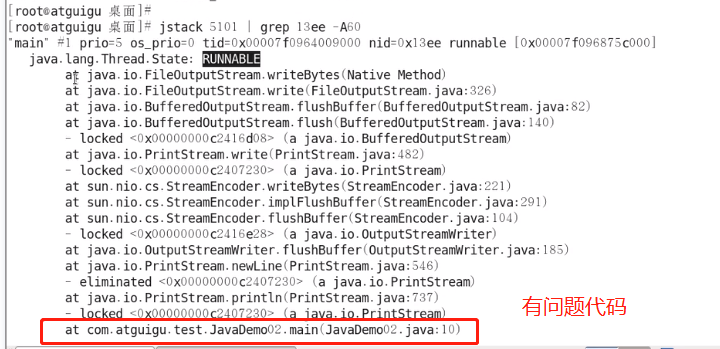 [root@atguigu 桌面]#
[root@atguigu 桌面]# jstack 5101 | grep 13ee -A60
"main" #1 prio=5 os_prio=0 tid=0x00007f0964009000 nid=0x13ee runnable [0x00007f096875c000]
java.lang.Thread.State: RUNNABLE
at java.io.FileOutputStream.writeBytes(Native Method)
at java.io.FileOutputStream.write(FileOutputStream.java:326)
at java.io.BufferedOutputStream.flushBuffer(BufferedOutputStream.java:82)
at java.io.BufferedOutputStream.flush(BufferedOutputStream.java:140)
- locked <0x00000000c2416d08> (a java.io.BufferedOutputStream)
at java.io.PrintStream.write(PrintStream.java:482)
- locked <0x00000000c2407230> (a java.io.PrintStream)
at sun.nio.cs.StreamEncoder.writeBytes(StreamEncoder.java:221)
at sun.nio.cs.StreamEncoder.implFlushBuffer(StreamEncoder.java:291)
at sun.nio.cs.StreamEncoder.flushBuffer(StreamEncoder.java:104)
- locked <0x00000000c2416e28> (a java.io.OutputStreamWriter)
at java.io.OutputStreamWriter.flushBuffer(OutputStreamWriter.java:185)
at java.io.PrintStream.newLine(PrintStream.java:546)
- eliminated <0x00000000c2407230> (a java.io.PrintStream)
at java.io.PrintStream.println(PrintStream.java:737)
- locked <0x00000000c2407230> (a java.io.PrintStream)
有问题代码
at com.atguigu.test.JavaDemo02.main(JavaDemo02.java:10)